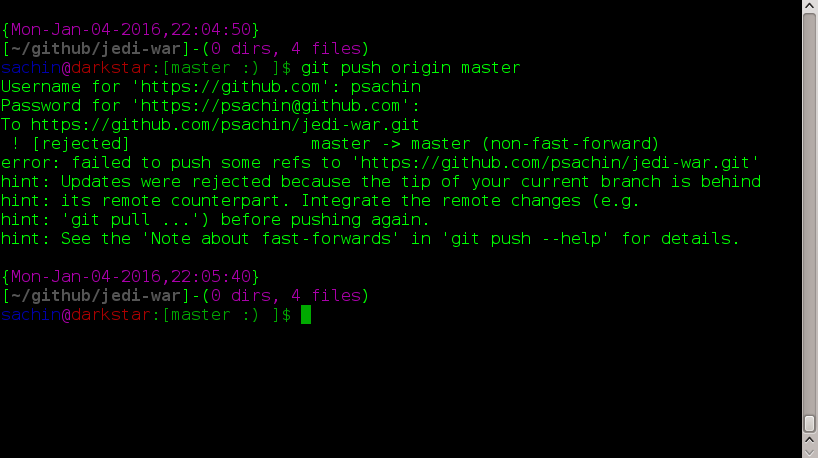 {Mon-Jan-04-2016,22:04:50}
[~/github/jedi-war]-(0 dirs, 4 files)
sachin@darkstar:[master :) ]$ git push origin master
Username for 'https://github.com': psachin
Password for 'https://psachin@github.com':
To https://github.com/psachin/jedi-war.git
 ! [rejected]        master -> master (non-fast-forward)
error: failed to push some refs to 'https://github.com/psachin/jedi-war.git'
hint: Updates were rejected because the tip of your current branch is behind
hint: its remote counterpart. Integrate the remote changes (e.g.
hint: 'git pull ...') before pushing again.
hint: See the 'Note about fast-forwards' in 'git push --help' for details.
{Mon-Jan-04-2016,22:05:40}
[~/github/jedi-war]-(0 dirs, 4 files)
sachin@darkstar:[master :) ]$